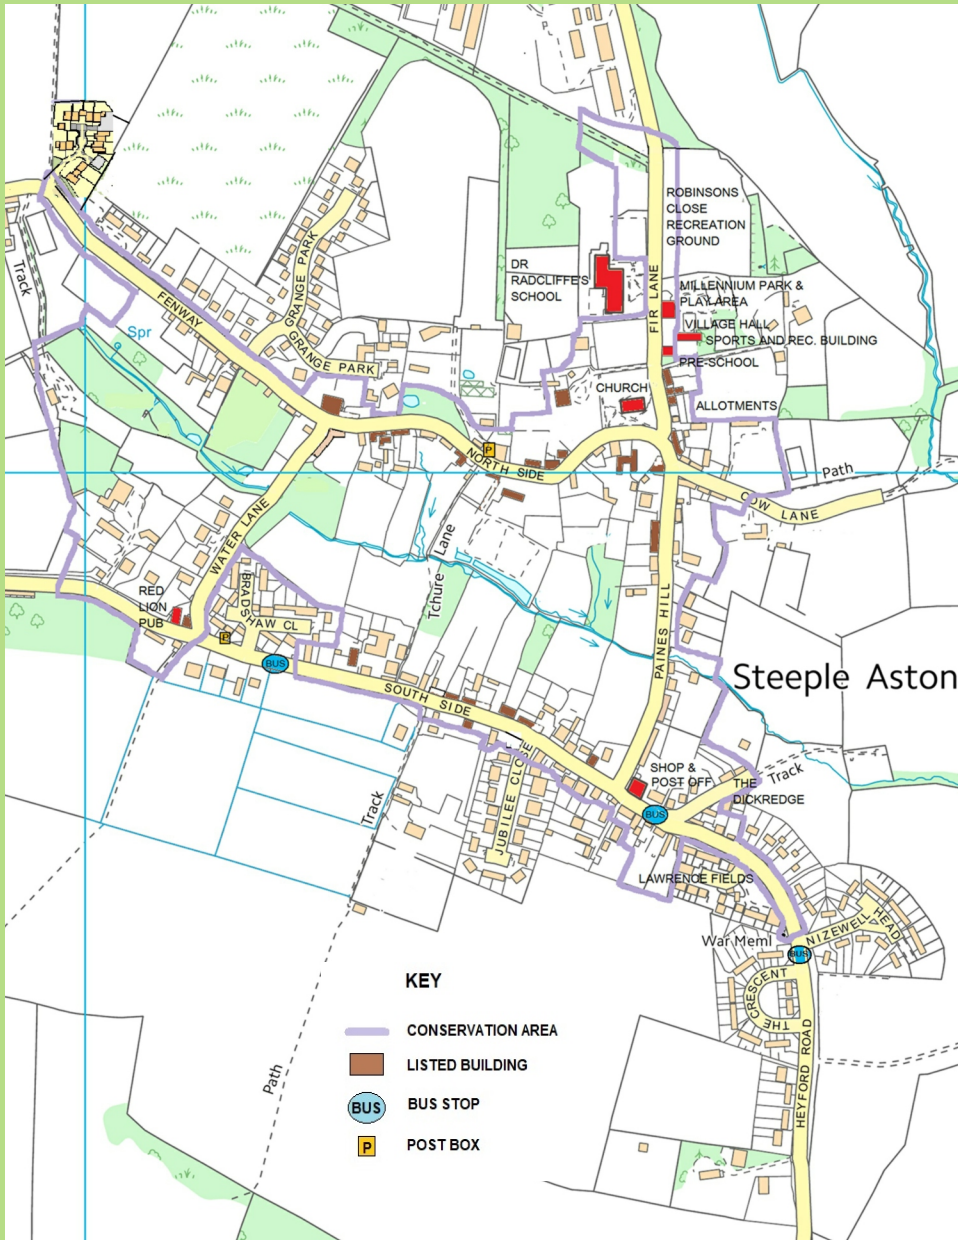 ROBINSONS
CLOSE
RECREATION
GROUND
DR
RADCLIFFE'S
SCHOOL
FIR LANE
MILLENNIUM PARK &
PLAY AREA
VILLAGE HALL
SPORTS AND REC. BUILDING
PRE-SCHOOL
Track
FENWAY
GRANGE PARK
GRANGE PARK
Spr
CHURCH
ALLOTMENTS
P
NORTH SIDE
Path
COW LANE
WATER LANE
Tchure Lane
RED
LION
PUB
BRADSHAW CL
P
BUS
PAINES HILL
Steeple Aston
SOUTH SIDE
SHOP &
POST OFF
THE
DICKREDGE
Track
BUS
JUBILEE CLOSE
Track
LAWRENCE FIELDS
War Meml
NIZEWELL HEAD
BUS
THE CRESCENT
HEYFORD ROAD
Path
KEY
CONSERVATION AREA
LISTED BUILDING
BUS
BUS STOP
P
POST BOX